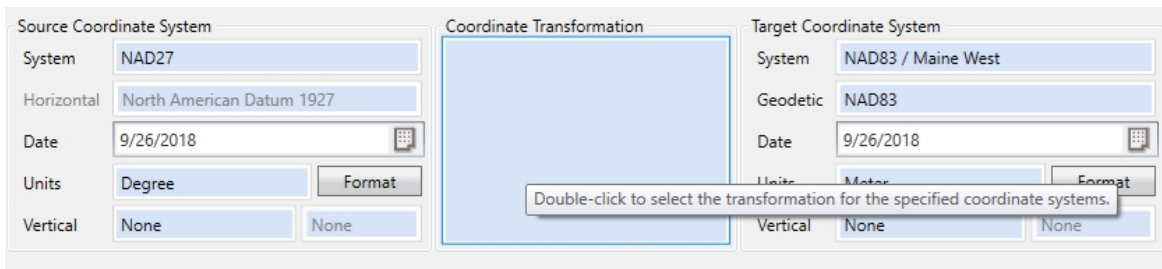 Source Coordinate System
System NAD27
Horizontal North American Datum 1927
Date 9/26/2018
Units Degree Format
Vertical None None
Coordinate Transformation
Double-click to select the transformation for the specified coordinate systems.
Target Coordinate System
System NAD83 / Maine West
Geodetic NAD83
Date 9/26/2018
Units Meter Format
Vertical None None